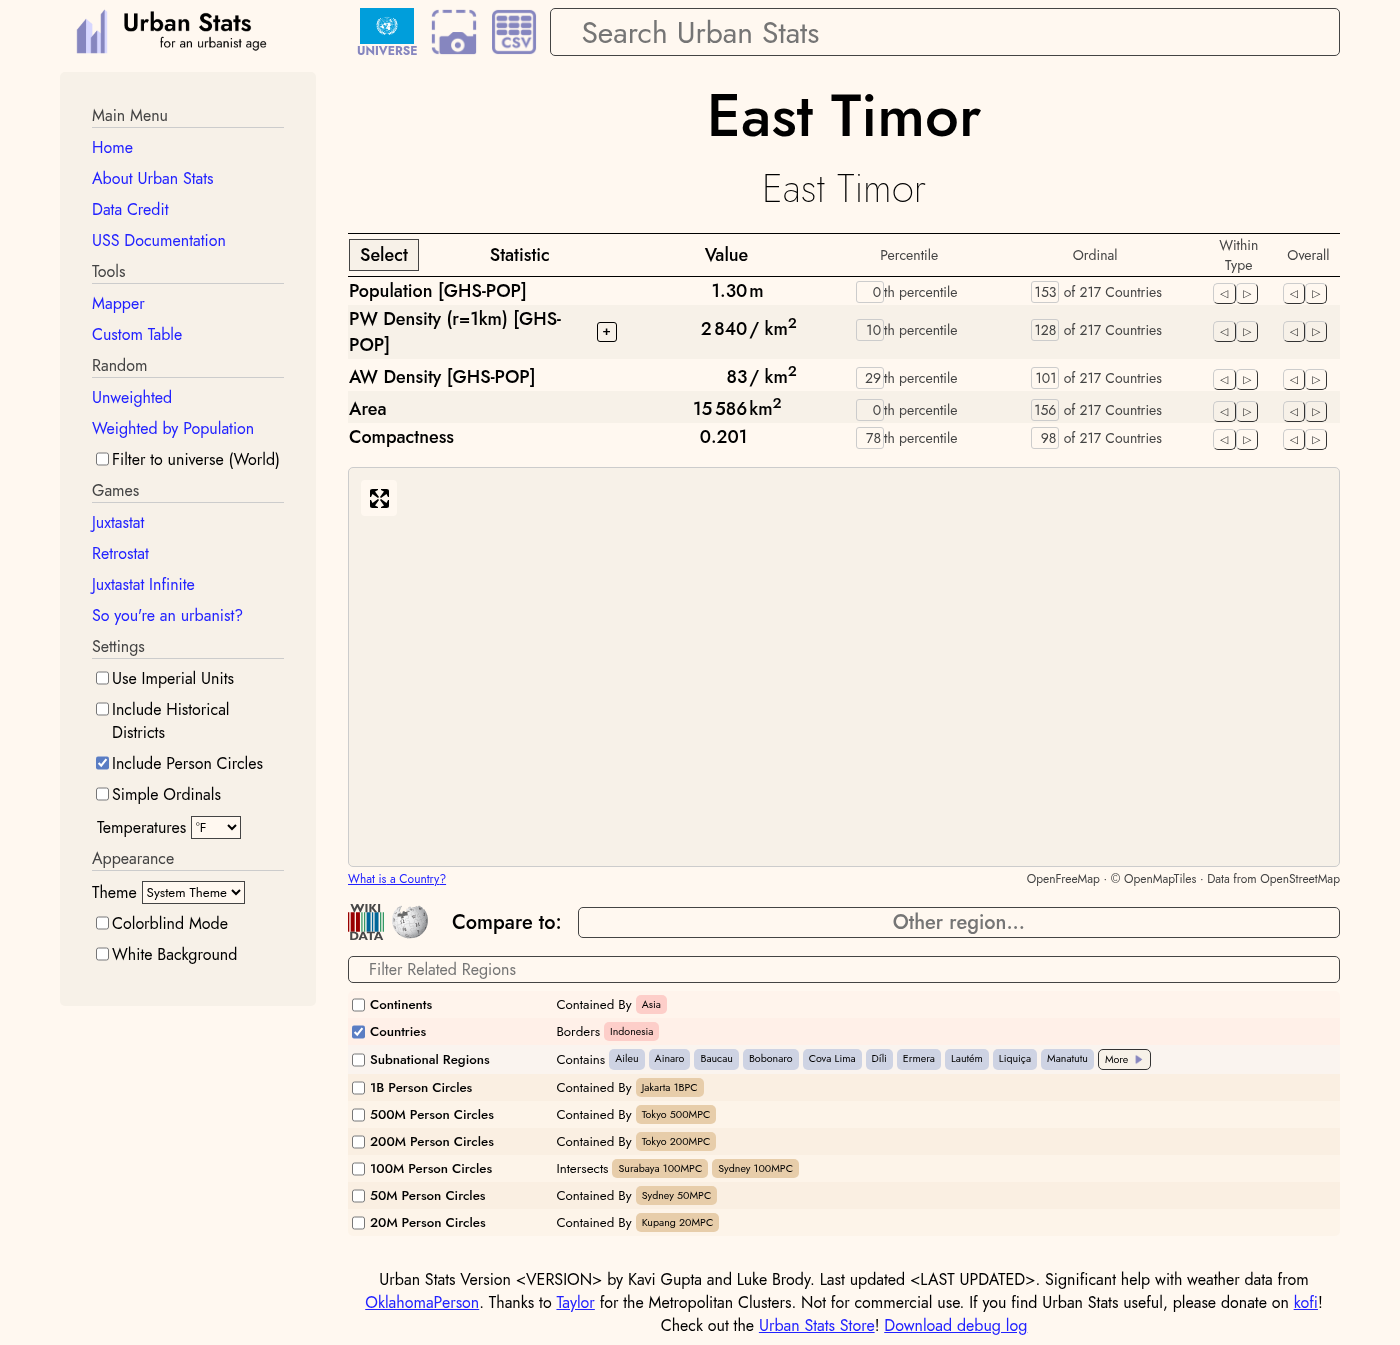 Urban Stats
for an urbanist age
UNIVERSE
CSV
Search Urban Stats
Main Menu
Home
About Urban Stats
Data Credit
USS Documentation
Tools
Mapper
Custom Table
Random
Unweighted
Weighted by Population
Filter to universe (World)
Games
Juxtastat
Retrostat
Juxtastat Infinite
So you're an urbanist?
Settings
Use Imperial Units
Include Historical
Districts
Include Person Circles
Simple Ordinals
Temperatures °F
Appearance
Theme System Theme
Colorblind Mode
White Background
East Timor
East Timor
Select Statistic Value Percentile Ordinal Within Type Overall
Population [GHS-POP] 1.30 m 0th percentile 153 of 217 Countries
PW Density (r=1km) [GHS-
POP] + 2 840 / km² 10th percentile 128 of 217 Countries
AW Density [GHS-POP] 83 / km² 29th percentile 101 of 217 Countries
Area 15 586 km² 0th percentile 156 of 217 Countries
Compactness 0.201 78th percentile 98 of 217 Countries
What is a Country? OpenFreeMap · © OpenMapTiles · Data from OpenStreetMap
WIKI
DATA
Compare to: Other region...
Filter Related Regions
Continents Contained By Asia
Countries Borders Indonesia
Subnational Regions Contains Aileu Ainaro Baucau Bobonaro Cova Lima Díli Ermera Lautém Liquiça Manatutu More
1B Person Circles Contained By Jakarta 1BPC
500M Person Circles Contained By Tokyo 500MPC
200M Person Circles Contained By Tokyo 200MPC
100M Person Circles Intersects Surabaya 100MPC Sydney 100MPC
50M Person Circles Contained By Sydney 50MPC
20M Person Circles Contained By Kupang 20MPC
Urban Stats Version <VERSION> by Kavi Gupta and Luke Brody. Last updated <LAST UPDATED>. Significant help with weather data from
OklahomaPerson. Thanks to Taylor for the Metropolitan Clusters. Not for commercial use. If you find Urban Stats useful, please donate on kofi!
Check out the Urban Stats Store! Download debug log